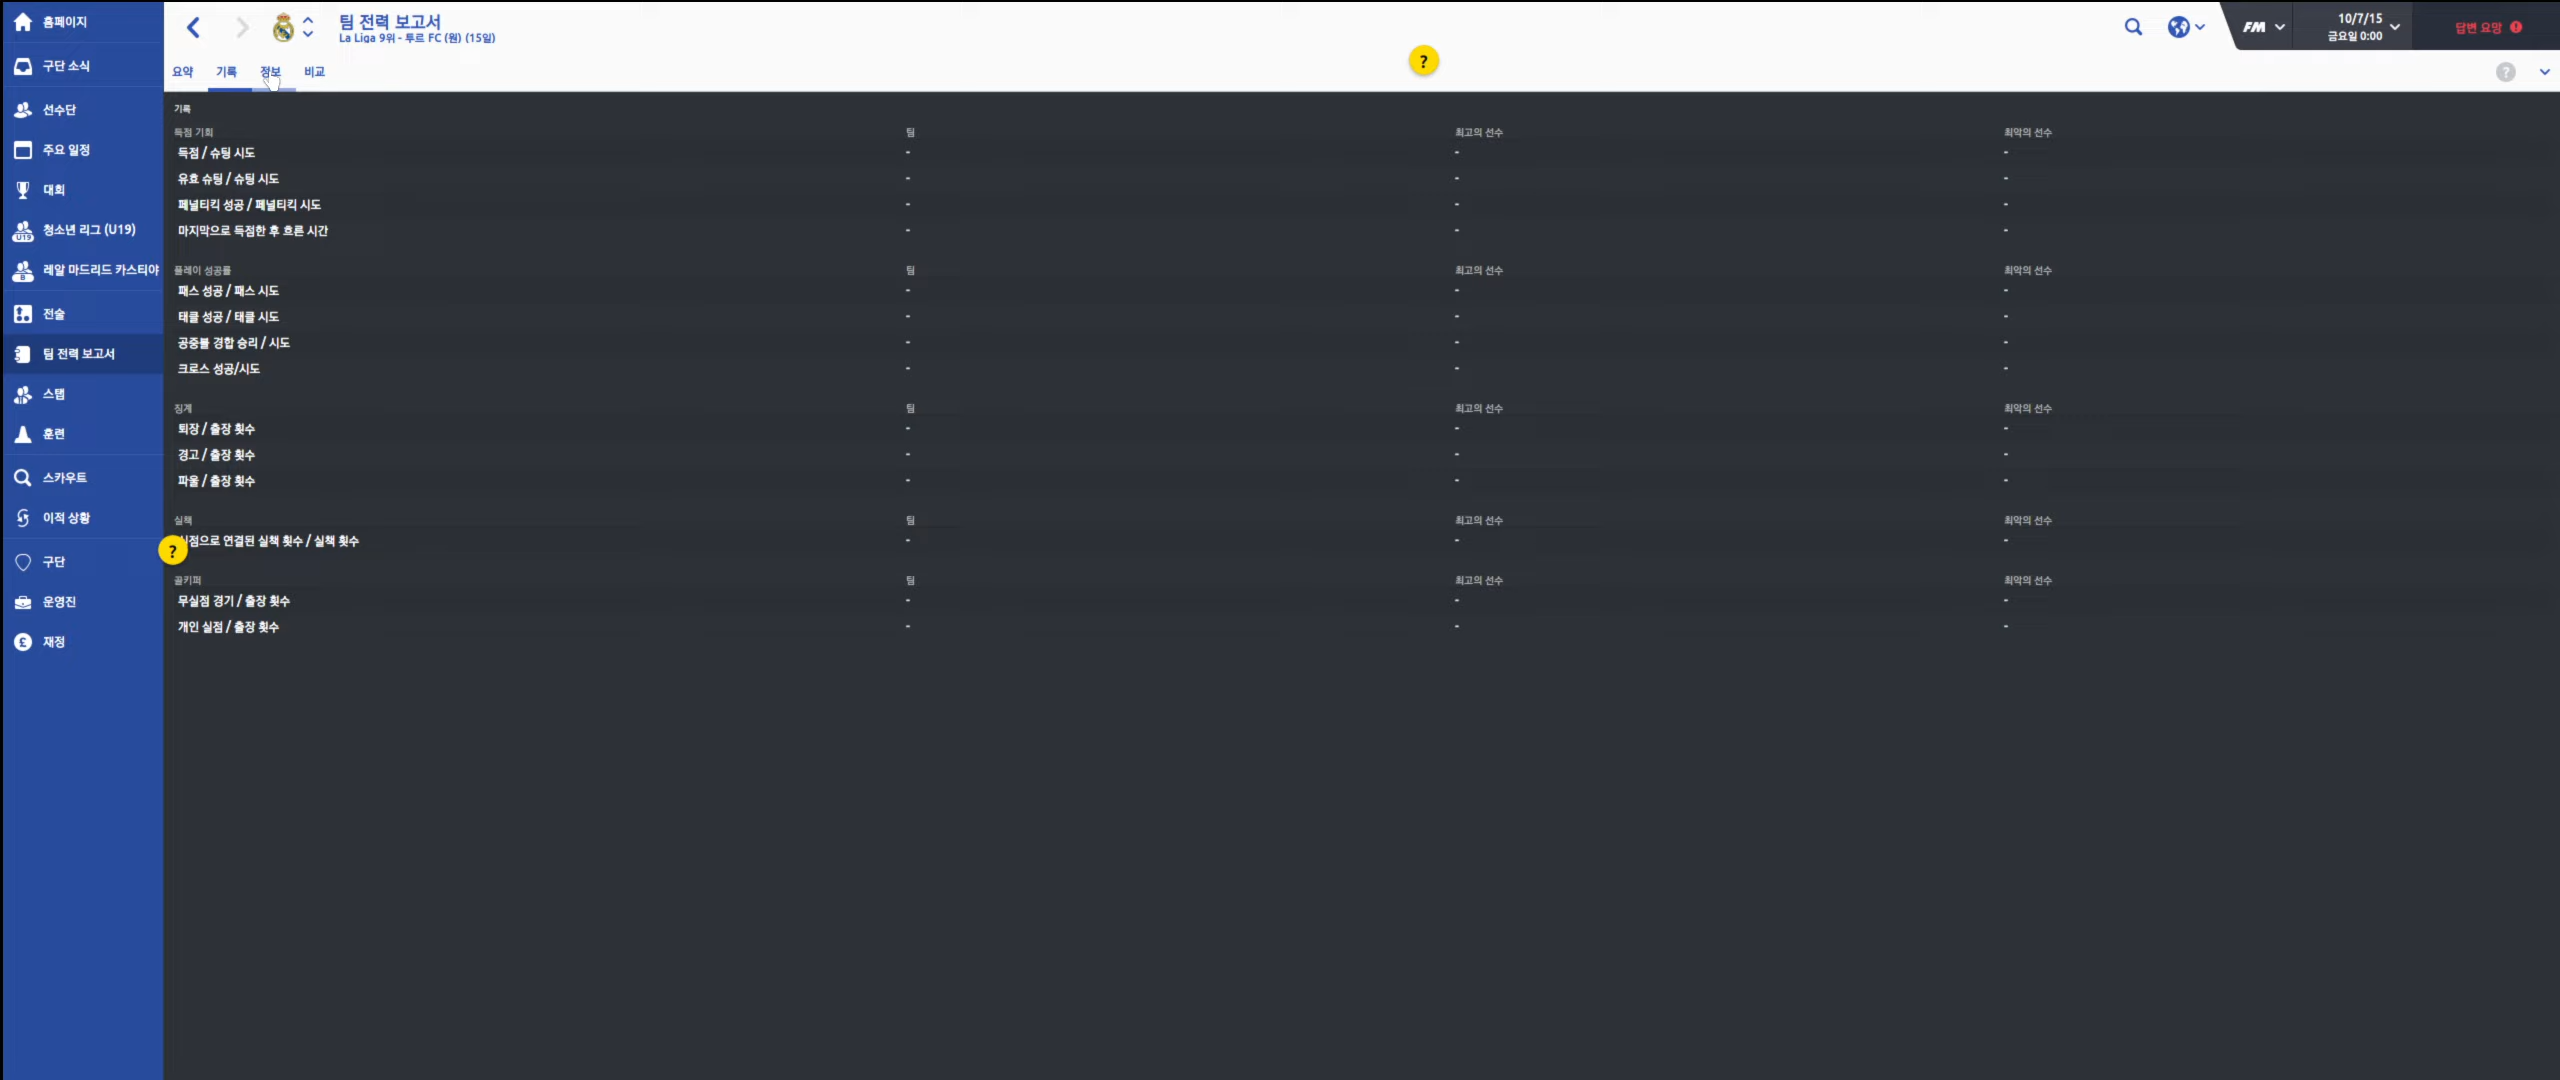 홈페이지
구단 소식
선수단
주요 일정
대회
청소년 리그 (U19)
레알 마드리드 카스티야
전술
팀 전력 보고서
스탭
훈련
스카우트
이적 상황
구단
운영진
재정
팀 전력 보고서
La Liga 9위 - 투르 FC (원) (15일)
FM
10/7/15
금요일 0:00
답변 요망
요약 기록 정보 비교
?
?
기록
득점 기회 팀 최고의 선수 최악의 선수
득점 / 슈팅 시도 - - -
유효 슈팅 / 슈팅 시도 - - -
페널티킥 성공 / 페널티킥 시도 - - -
마지막으로 득점한 후 흐른 시간 - - -
플레이 성공률 팀 최고의 선수 최악의 선수
패스 성공 / 패스 시도 - - -
태클 성공 / 태클 시도 - - -
공중볼 경합 승리 / 시도 - - -
크로스 성공/시도 - - -
징계 팀 최고의 선수 최악의 선수
퇴장 / 출장 횟수 - - -
경고 / 출장 횟수 - - -
파울 / 출장 횟수 - - -
실책 팀 최고의 선수 최악의 선수
?
연결된 실책 횟수 / 실책 횟수 - - -
골키퍼 팀 최고의 선수 최악의 선수
무실점 경기 / 출장 횟수 - - -
개인 실점 / 출장 횟수 - - -